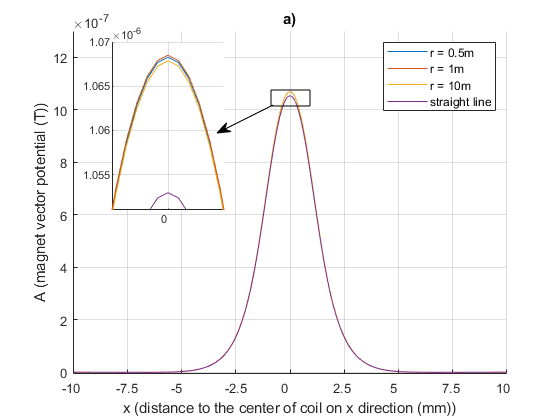 a)
×10⁻⁷
×10⁻⁶
1.07
1.065
1.06
1.055
0
r = 0.5m
r = 1m
r = 10m
straight line
12
10
8
6
4
2
0
A (magnet vector potential (T))
-10 -7.5 -5 -2.5 0 2.5 5 7.5 10
x (distance to the center of coil on x direction (mm))